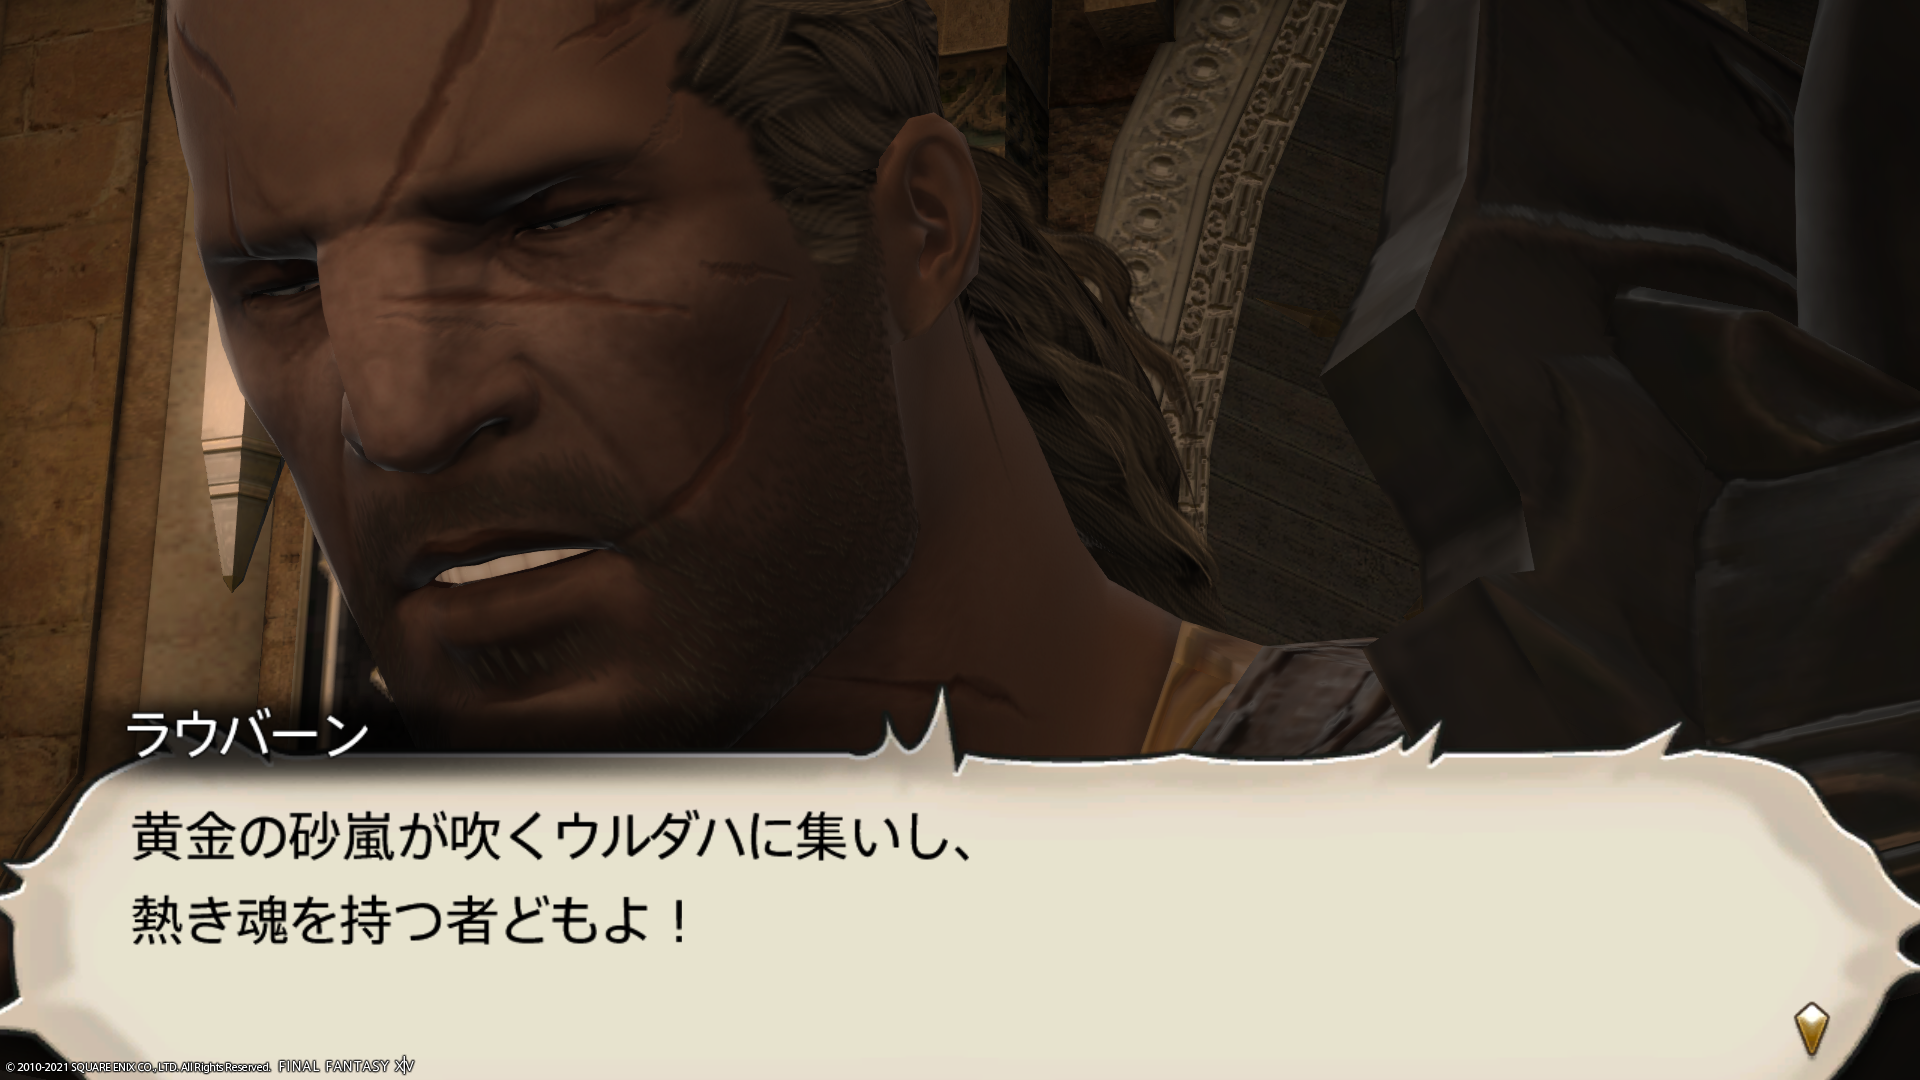 ラウバーン
黄金の砂嵐が吹くウルダハに集いし、
熱き魂を持つ者どもよ！
© 2010-2021 SQUARE ENIX CO., LTD. All Rights Reserved. FINAL FANTASY XIV